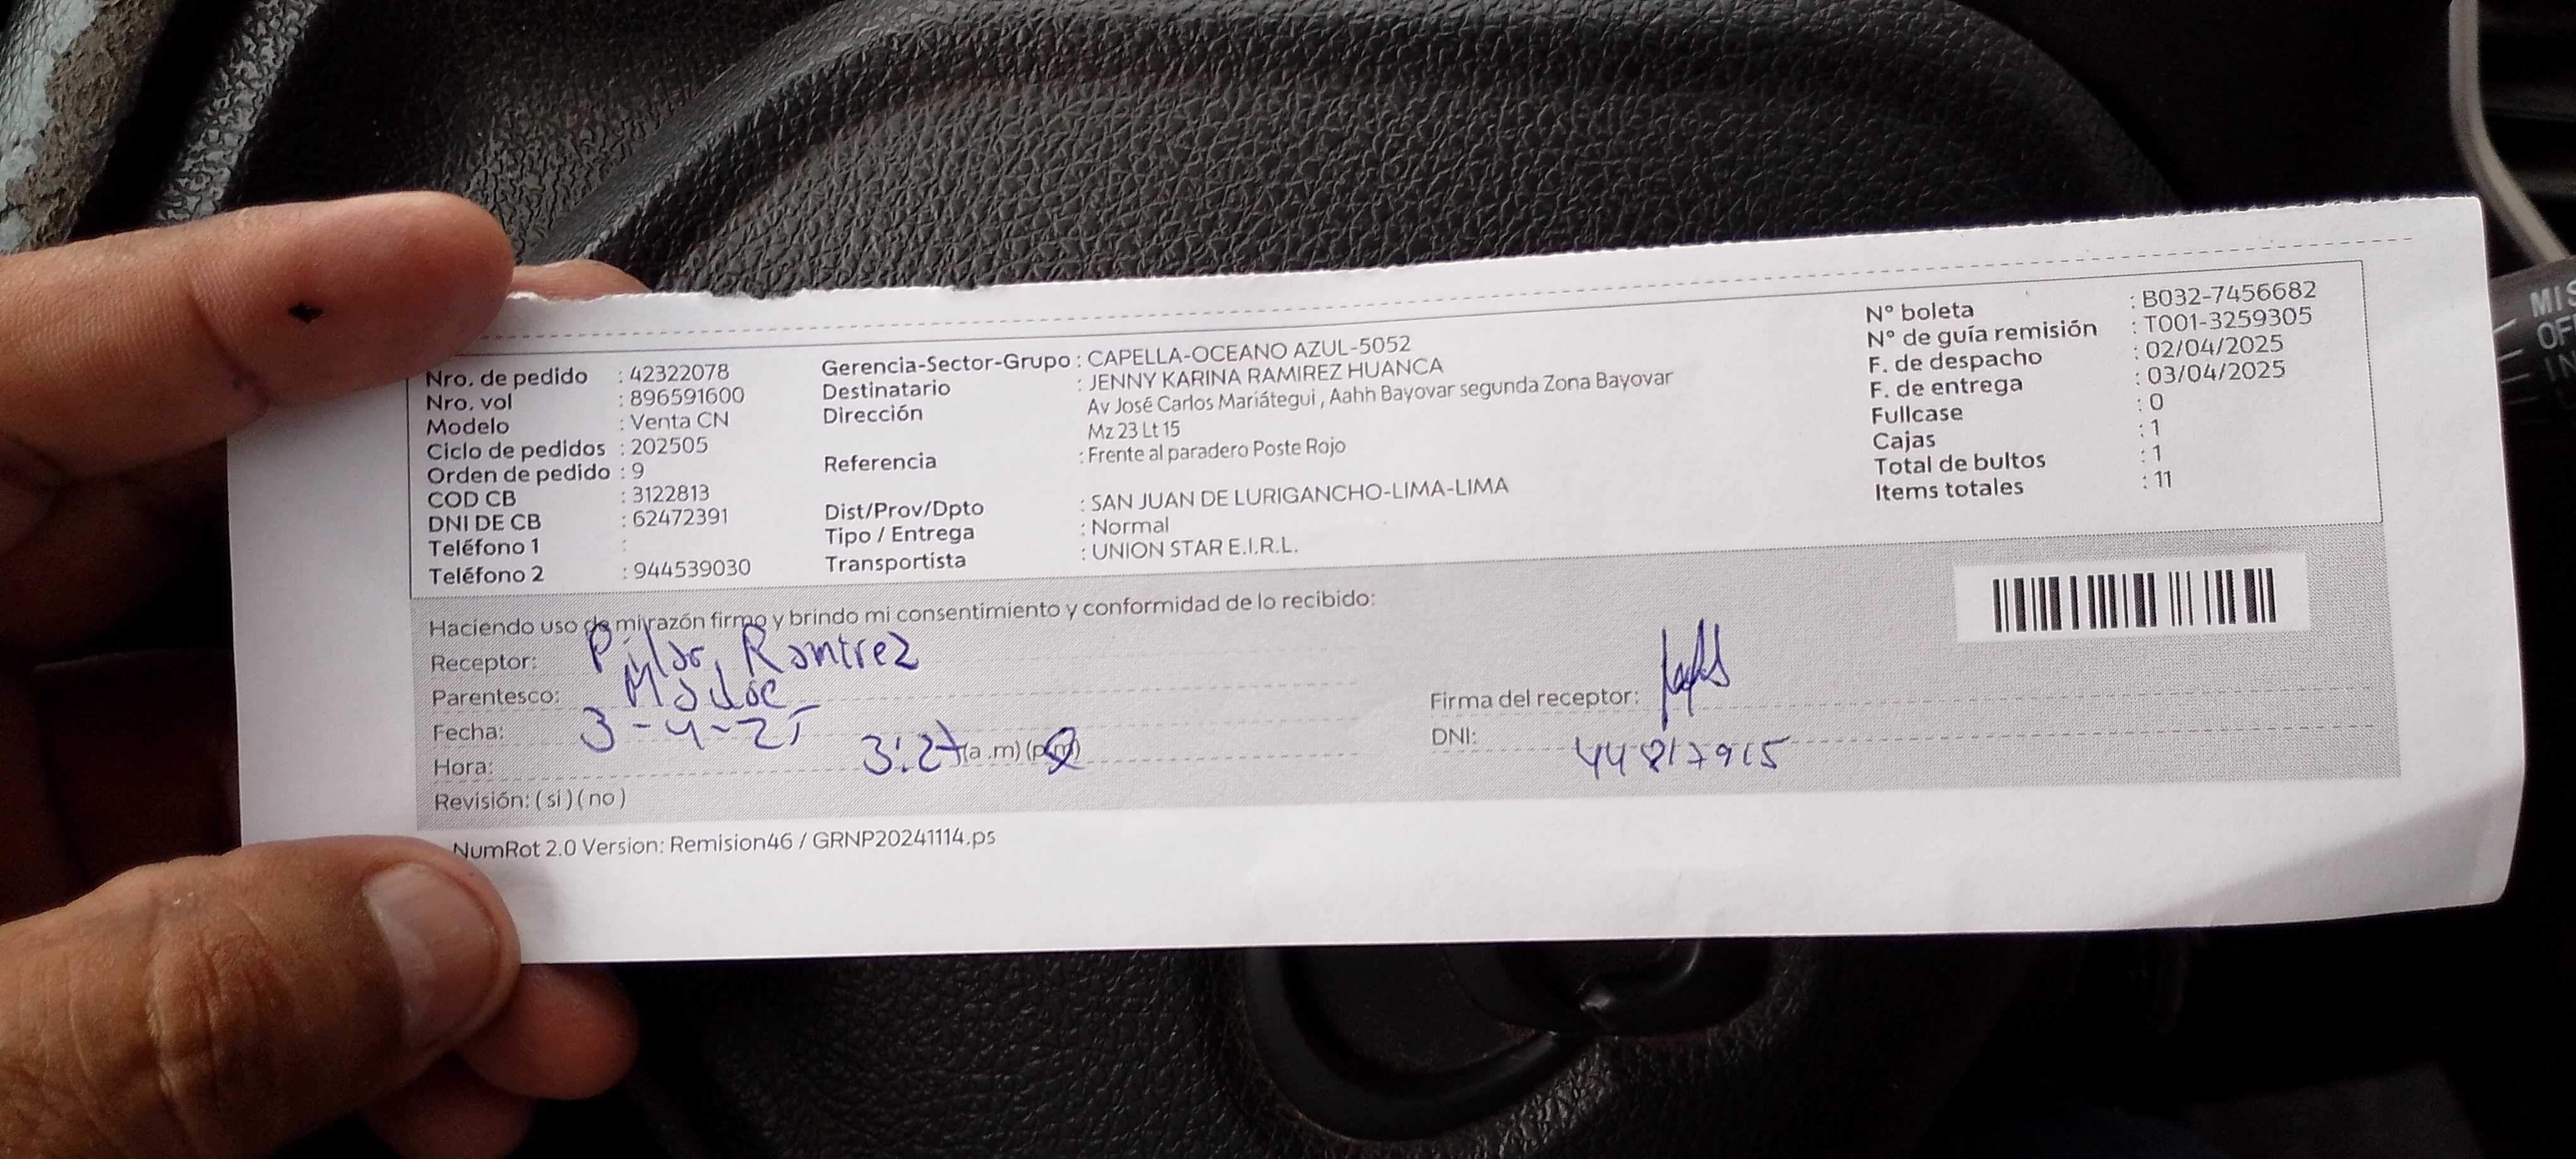 Nro. de pedido : 42322078
Nro. vol : 896591600
Modelo : Venta CN
Ciclo de pedidos : 202505
Orden de pedido : 9
COD CB : 3122813
DNI DE CB : 62472391
Teléfono 1 :
Teléfono 2 : 944539030
Gerencia-Sector-Grupo : CAPELLA-OCEANO AZUL-5052
Destinatario : JENNY KARINA RAMIREZ HUANCA
Dirección Av José Carlos Mariátegui , Aahh Bayovar segunda Zona Bayovar
Mz 23 Lt 15
Referencia : Frente al paradero Poste Rojo
Dist/Prov/Dpto : SAN JUAN DE LURIGANCHO-LIMA-LIMA
Tipo / Entrega : Normal
Transportista : UNION STAR E.I.R.L.
N° boleta : B032-7456682
N° de guía remisión : T001-3259305
F. de despacho : 02/04/2025
F. de entrega : 03/04/2025
Fullcase : 0
Cajas : 1
Total de bultos : 1
Items totales : 11
Haciendo uso de mi razón firmo y brindo mi consentimiento y conformidad de lo recibido:
Receptor: Pilar Ramirez
Parentesco: Madre
Fecha: 3-4-25
Hora: 3:27 (a .m) (p.m)
Revisión: ( si ) ( no )
Firma del receptor:
DNI: 44817915
NumRot 2.0 Version: Remision46 / GRNP20241114.ps
MIS
OF
IN